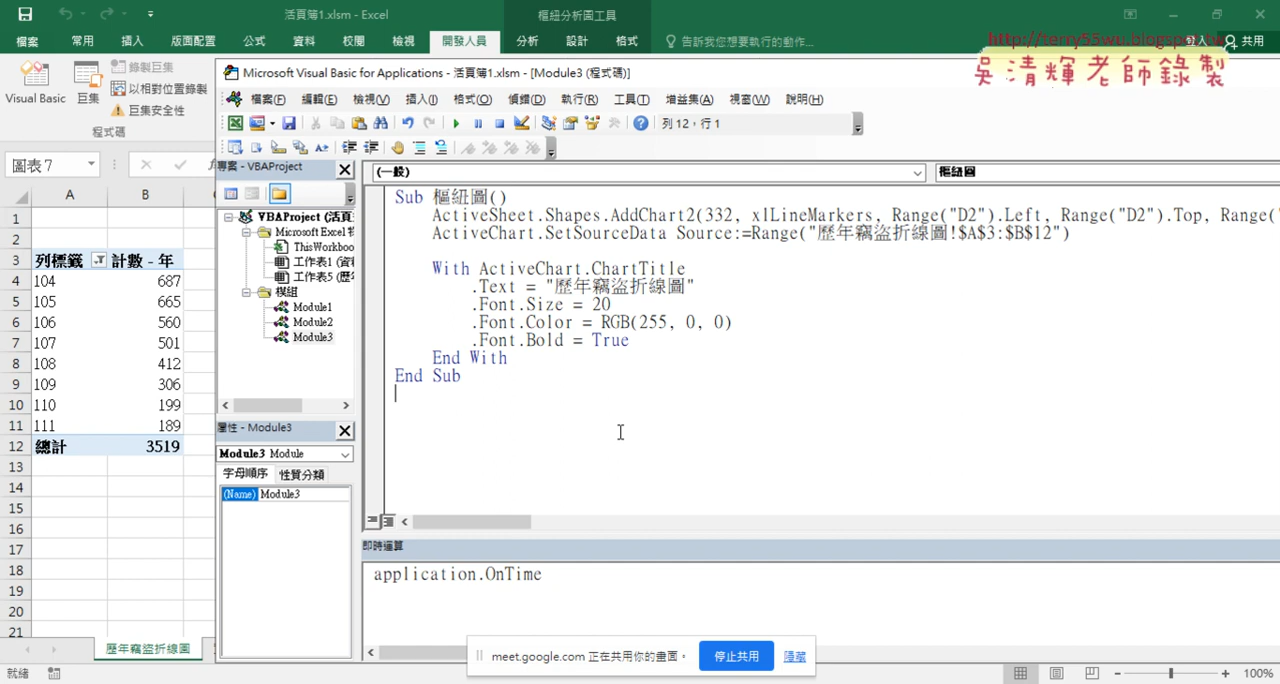 活頁簿1.xlsm - Excel
樞紐分析圖工具
檔案 常用 插入 版面配置 公式 資料 校閱 檢視 開發人員 分析 設計 格式 告訴我您想要執行的動作... 共用
http://terry55wu.blogspot.tw
吳清輝老師錄製
Visual Basic 巨集
錄製巨集
以相對位置錄製
巨集安全性
程式碼
Microsoft Visual Basic for Applications - 活頁簿1.xlsm - [Module3 (程式碼)]
檔案(F) 編輯(E) 檢視(V) 插入(I) 格式(O) 偵錯(D) 執行(R) 工具(T) 增益集(A) 視窗(W) 說明(H)
列 12, 行 1
圖表 7
專案 - VBAProject
(一般) 樞紐圖
VBAProject (活頁
Microsoft Excel
ThisWorkboo
工作表1 (資
工作表5 (歷
模組
Module1
Module2
Module3
屬性 - Module3
Module3 Module
字母順序 性質分類
(Name) Module3
A B
1
2
3 列標籤 計數 - 年
4 104 687
5 105 665
6 106 560
7 107 501
8 108 412
9 109 306
10 110 199
11 111 189
12 總計 3519
13
14
15
16
17
18
19
20
21
Sub 樞紐圖()
ActiveSheet.Shapes.AddChart2(332, xlLineMarkers, Range("D2").Left, Range("D2").Top, Range("
ActiveChart.SetSourceData Source:=Range("歷年竊盜折線圖!$A$3:$B$12")
With ActiveChart.ChartTitle
.Text = "歷年竊盜折線圖"
.Font.Size = 20
.Font.Color = RGB(255, 0, 0)
.Font.Bold = True
End With
End Sub
即時運算
application.OnTime
歷年竊盜折線圖
meet.google.com 正在共用你的畫面。 停止共用 隱藏
就緒 100%